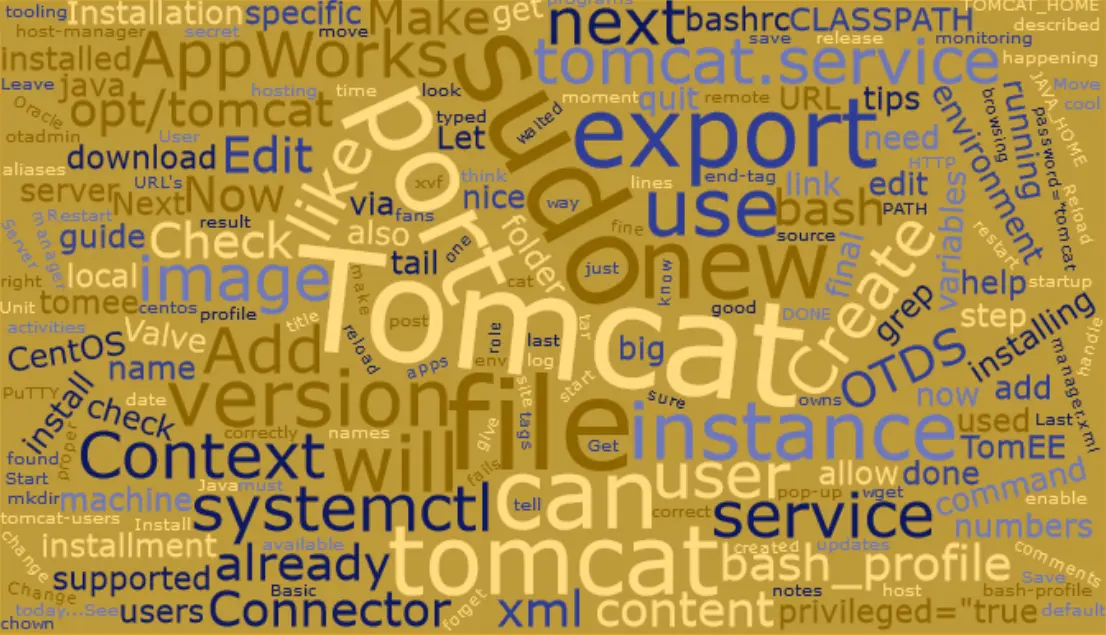 tooling Installation specific Make get programs next bashrc CLASSPATH TOMCAT_HOME
host-manager secret move save release monitoring described
installed AppWorks sudo tomcat.service happening
Leave java hosting time look moment quit remote URL tips JAVA_HOME Move cool
Oracle opt/tomcat port typed waited export environment browsing running password="tomcat
otadmin User Let need
aliases download Edit like xvf think lines end-tag link HTTP edit Reload
server URL's Next Now via fans nice way use bash PATH variables
Server manager Restart result fine source
guide Check also tail one folder new final Create restart
right local image Tomcat make cat just know help startup
Unit tomee centos profile title post good DONE grep step
activities Valve reload role last tar big installing handle
CentOS Add apps env log OTDS manager.xml
PuTTY name version file start sure owns now add
install date site tags
check correctly names give Get instance used Last
found proper Context will fails can user allow done TomEE
Start Java must pop-up wget command enable
mkdir machine systemctl tell correct service numbers
tomcat-users Install
change installment available tomcat created updates bash_profile comments
supported already Save
Change Basic notes host bash-profile
today...See users Connector forget xml content privileged="true default
chown